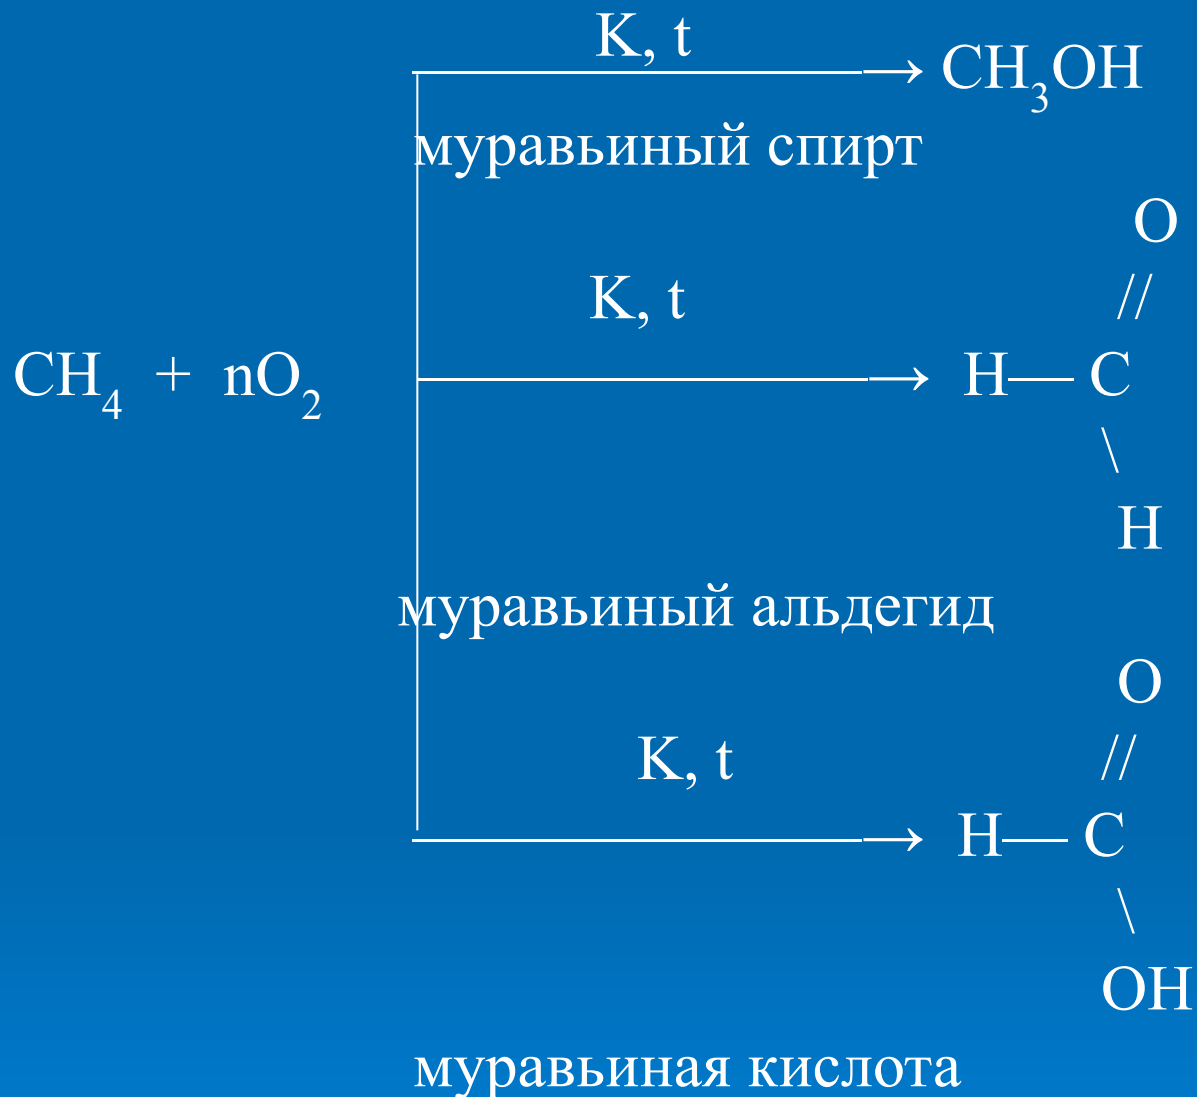 K, t
→ CH₃OH
муравьиный спирт
O
//
K, t
CH₄ + nO₂ → H— C
\
H
муравьиный альдегид
O
//
K, t
→ H— C
\
OH
муравьиная кислота